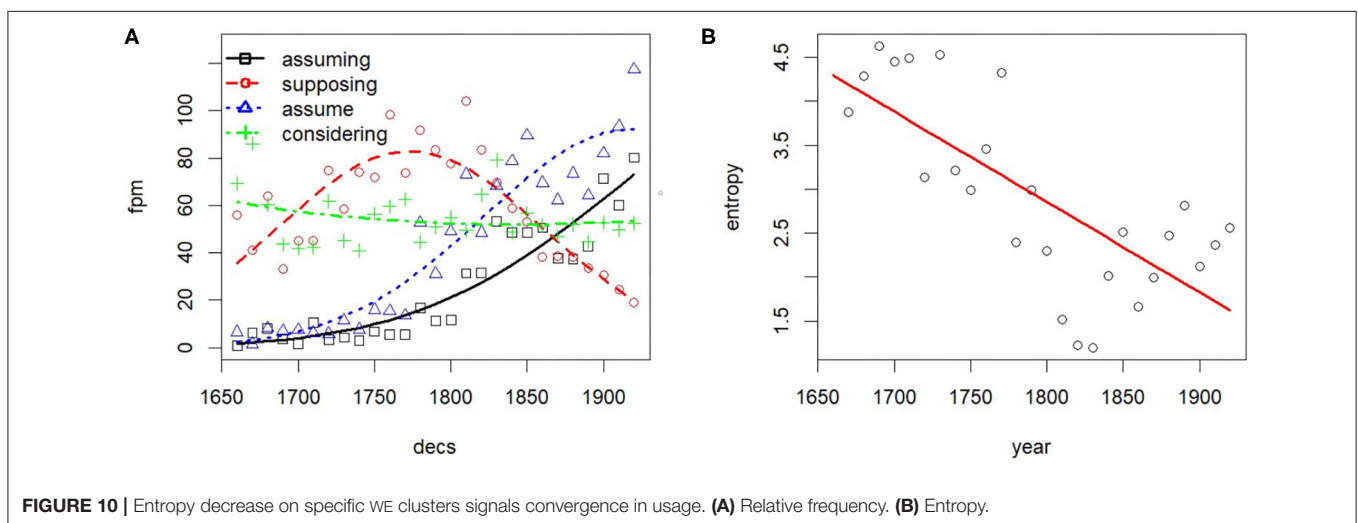 A
B
assuming
supposing
assume
considering
fpm
0
20
40
60
80
100
1650 1700 1750 1800 1850 1900
decs
entropy
1.5
2.5
3.5
4.5
1650 1700 1750 1800 1850 1900
year
FIGURE 10 | Entropy decrease on specific WE clusters signals convergence in usage. (A) Relative frequency. (B) Entropy.